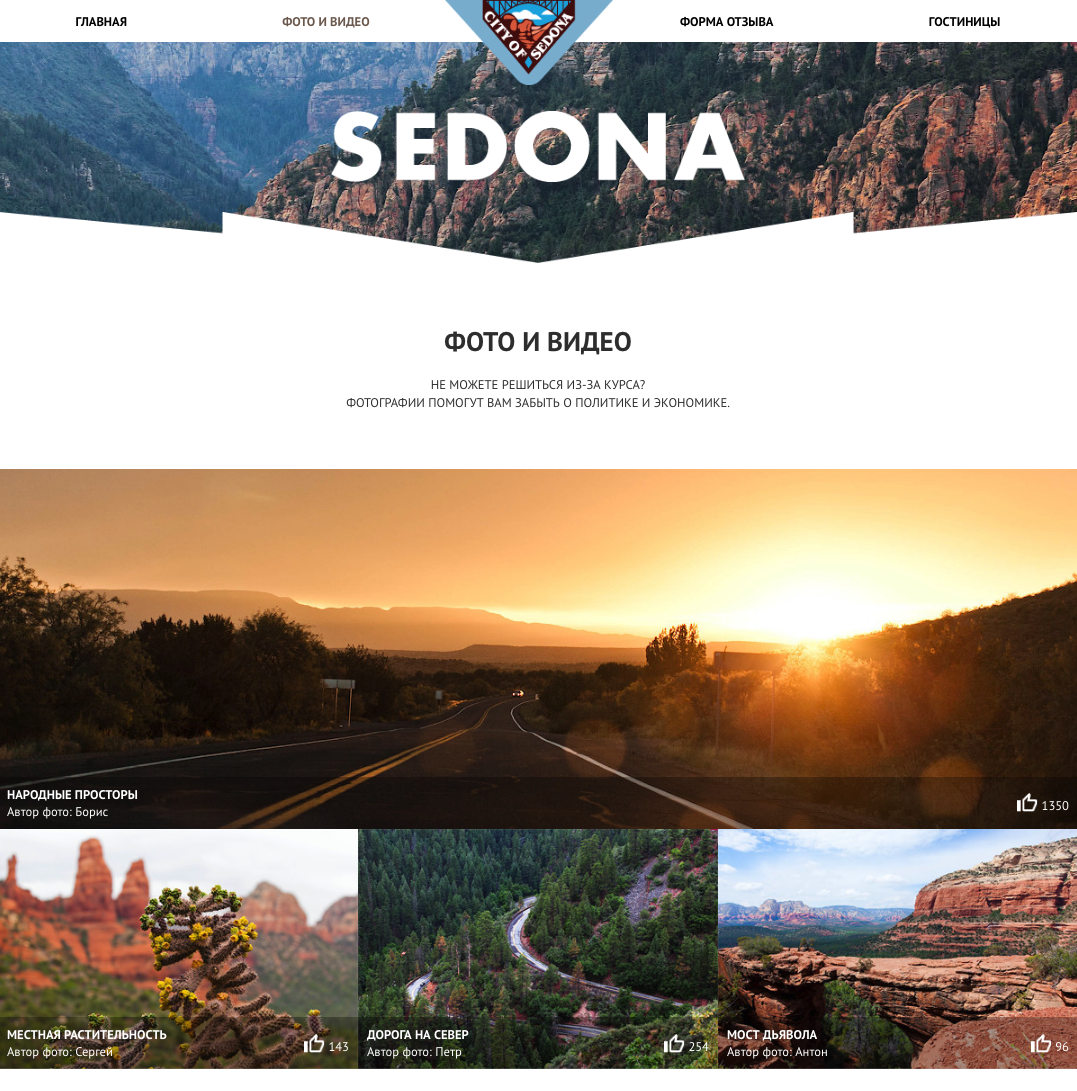 ГЛАВНАЯ
ФОТО И ВИДЕО
CITY OF SEDONA
ФОРМА ОТЗЫВА
ГОСТИНИЦЫ
SEDONA
ФОТО И ВИДЕО
НЕ МОЖЕТЕ РЕШИТЬСЯ ИЗ-ЗА КУРСА?
ФОТОГРАФИИ ПОМОГУТ ВАМ ЗАБЫТЬ О ПОЛИТИКЕ И ЭКОНОМИКЕ.
НАРОДНЫЕ ПРОСТОРЫ
Автор фото: Борис
1350
МЕСТНАЯ РАСТИТЕЛЬНОСТЬ
Автор фото: Сергей
143
ДОРОГА НА СЕВЕР
Автор фото: Петр
254
МОСТ ДЬЯВОЛА
Автор фото: Антон
96